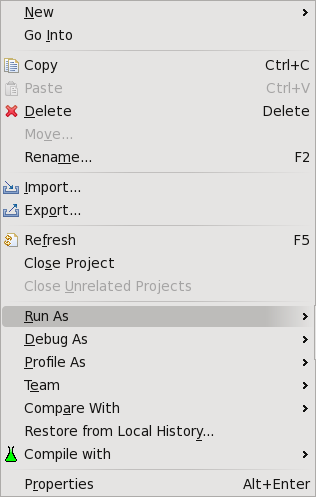 New
Go Into
Copy Ctrl+C
Paste Ctrl+V
Delete Delete
Move...
Rename... F2
Import...
Export...
Refresh F5
Close Project
Close Unrelated Projects
Run As
Debug As
Profile As
Team
Compare With
Restore from Local History...
Compile with
Properties Alt+Enter